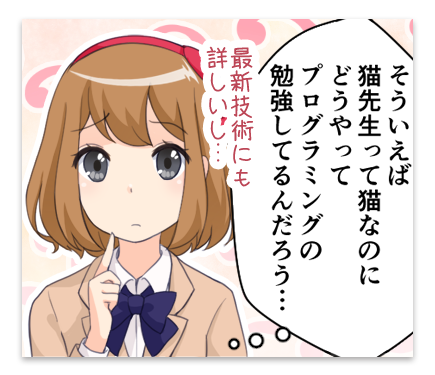 そういえば
猫先生って猫なのに
どうやって
プログラミングの
勉強してるんだろう…
最新技術にも
詳しいし…